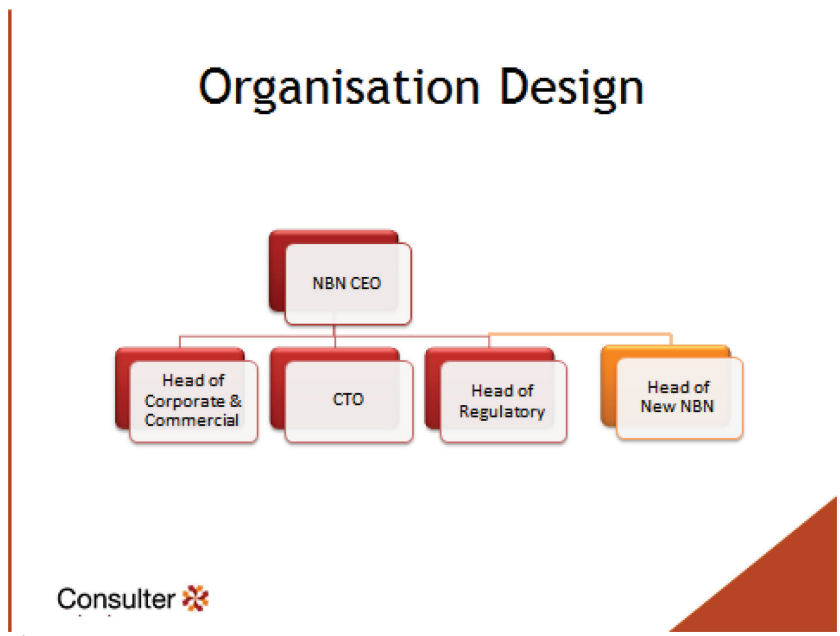 Organisation Design
NBN CEO
Head of
Corporate &
Commercial
CTO
Head of
Regulatory
Head of
New NBN
Consulter